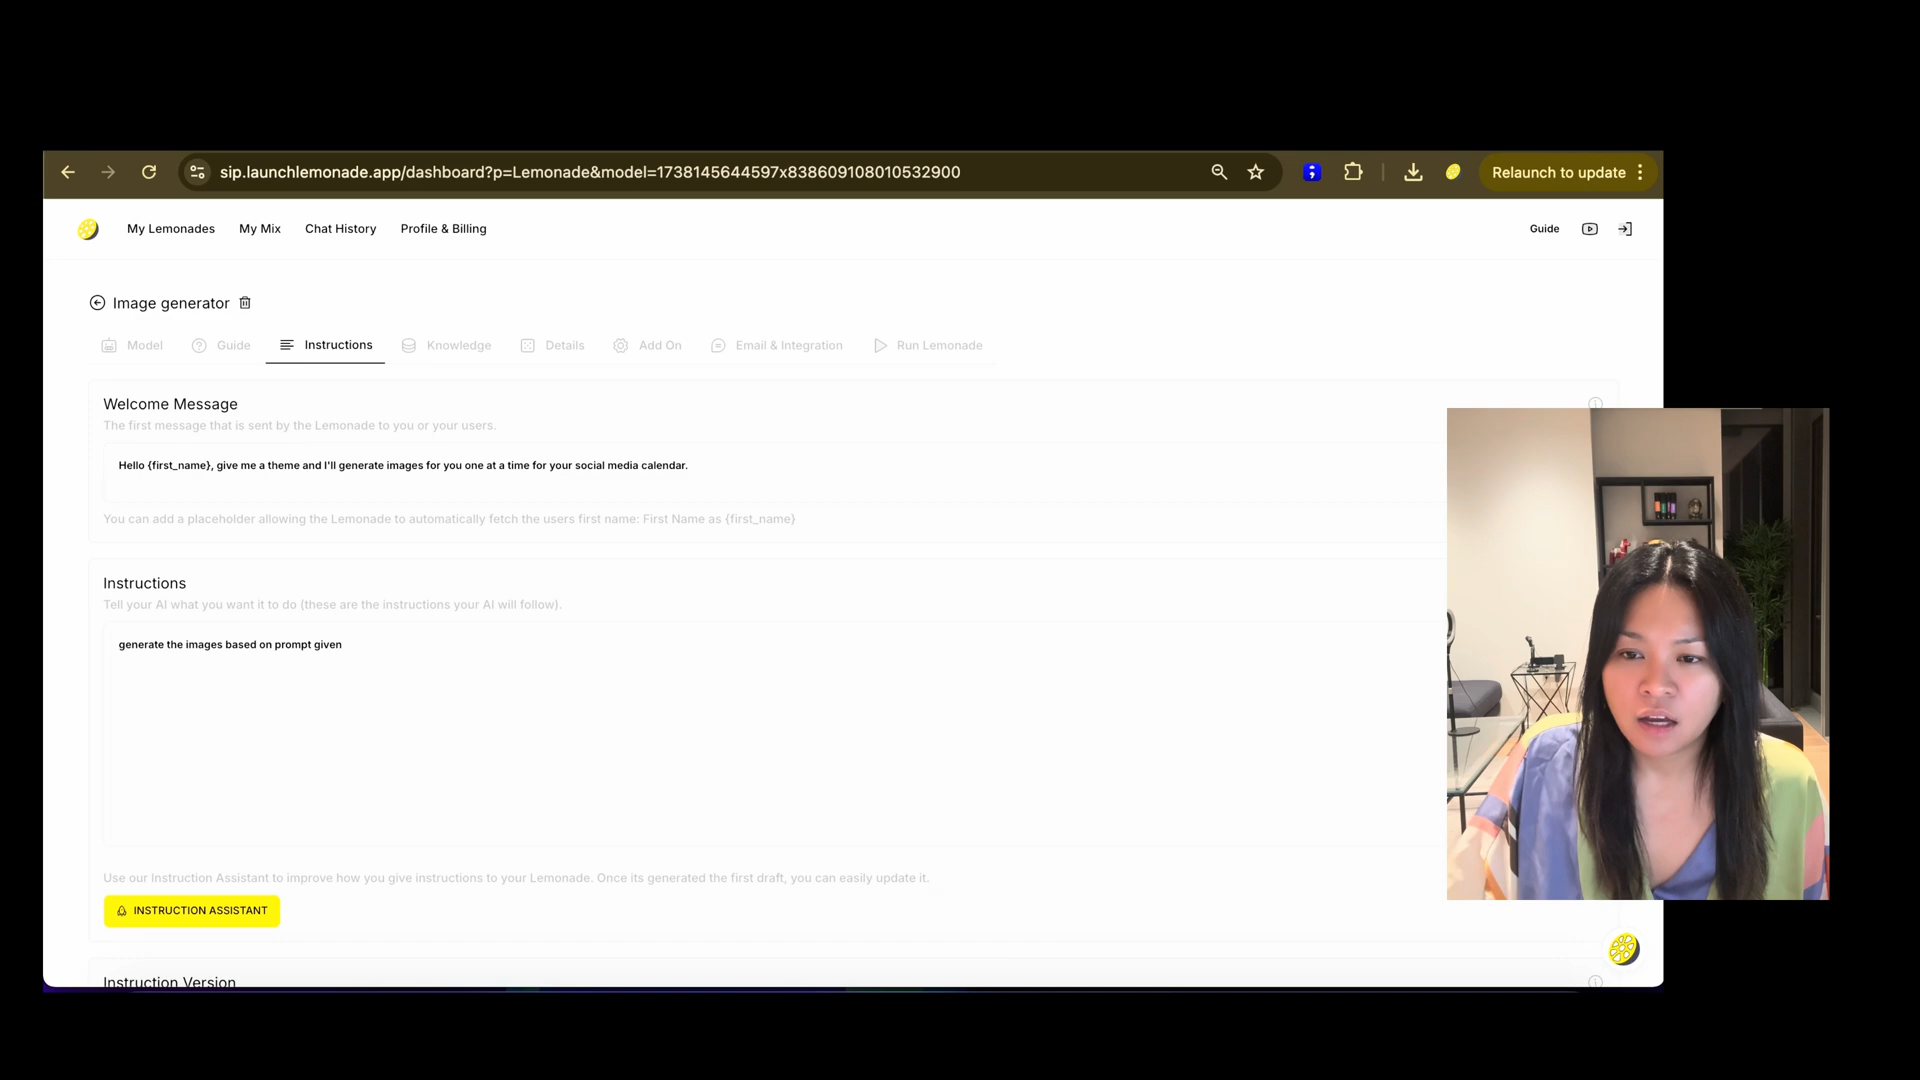 sip.launchlemonade.app/dashboard?p=Lemonade&model=1738145644597x838609108010532900
Relaunch to update
My Lemonades
My Mix
Chat History
Profile & Billing
Guide
Image generator
Model
Guide
Instructions
Knowledge
Details
Add On
Email & Integration
Run Lemonade
Welcome Message
The first message that is sent by the Lemonade to you or your users.
Hello {first_name}, give me a theme and I'll generate images for you one at a time for your social media calendar.
You can add a placeholder allowing the Lemonade to automatically fetch the users first name: First Name as {first_name}
Instructions
Tell your AI what you want it to do (these are the instructions your AI will follow).
generate the images based on prompt given
Use our Instruction Assistant to improve how you give instructions to your Lemonade. Once its generated the first draft, you can easily update it.
INSTRUCTION ASSISTANT
Instruction Version